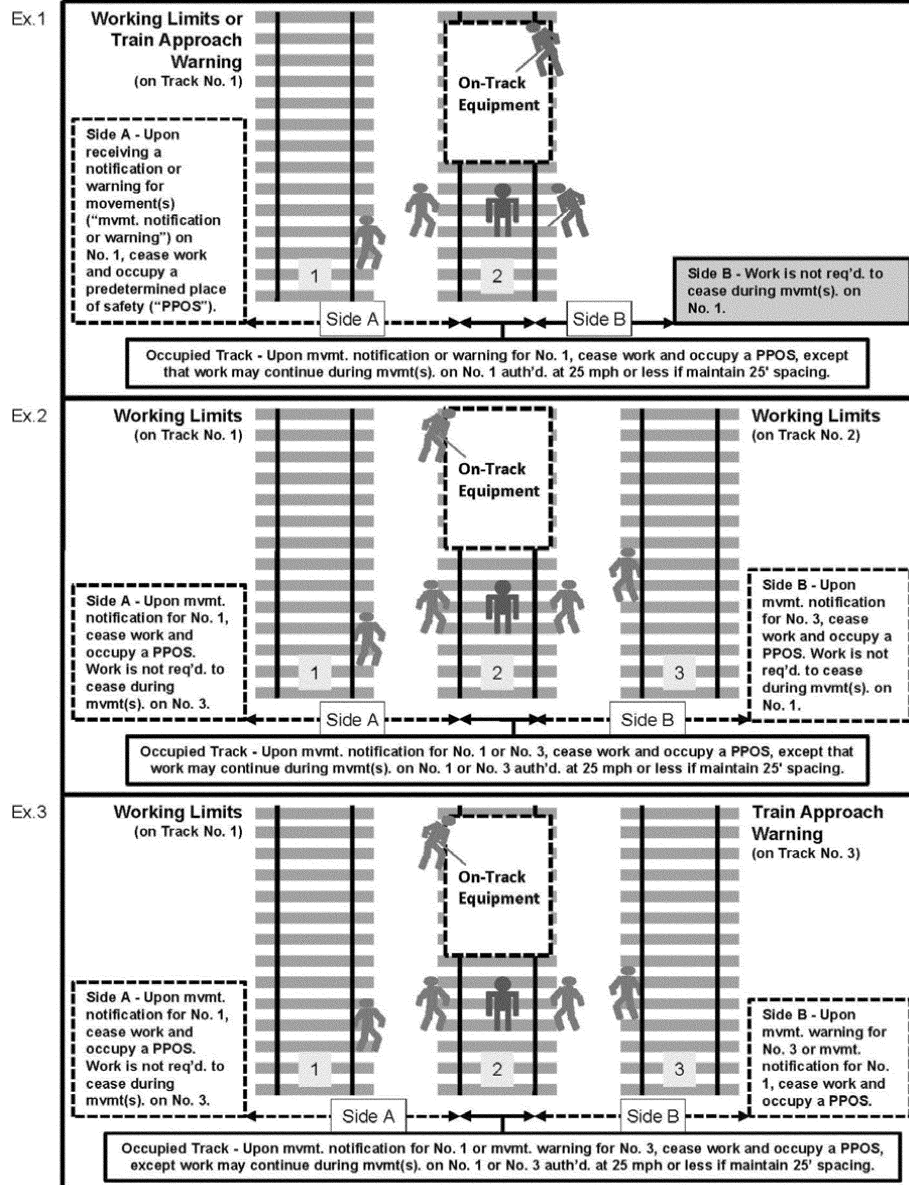 Ex.1
Working Limits or
Train Approach
Warning
(on Track No. 1)
On-Track
Equipment
Side A - Upon
receiving a
notification or
warning for
movement(s)
(“mvmt. notification
or warning”) on
No. 1, cease work
and occupy a
predetermined place
of safety (“PPOS”).
1
2
Side B - Work is not req'd. to
cease during mvmt(s). on
No. 1.
Side A
Side B
Occupied Track - Upon mvmt. notification or warning for No. 1, cease work and occupy a PPOS, except
that work may continue during mvmt(s). on No. 1 auth'd. at 25 mph or less if maintain 25' spacing.
Ex.2
Working Limits
(on Track No. 1)
Working Limits
(on Track No. 2)
On-Track
Equipment
Side A - Upon mvmt.
notification for No. 1,
cease work and
occupy a PPOS.
Work is not req'd. to
cease during
mvmt(s). on No. 3.
1
2
3
Side B - Upon
mvmt. notification
for No. 3, cease
work and occupy a
PPOS. Work is not
req'd. to cease
during mvmt(s). on
No. 1.
Side A
Side B
Occupied Track - Upon mvmt. notification for No. 1 or No. 3, cease work and occupy a PPOS, except that
work may continue during mvmt(s). on No. 1 or No. 3 auth'd. at 25 mph or less if maintain 25' spacing.
Ex.3
Working Limits
(on Track No. 1)
Train Approach
Warning
(on Track No. 3)
On-Track
Equipment
Side A - Upon mvmt.
notification for No. 1,
cease work and
occupy a PPOS.
Work is not req'd. to
cease during
mvmt(s). on No. 3.
1
2
3
Side B - Upon
mvmt. warning for
No. 3 or mvmt.
notification for No.
1, cease work and
occupy a PPOS.
Side A
Side B
Occupied Track - Upon mvmt. notification for No. 1 or mvmt. warning for No. 3, cease work and occupy a PPOS,
except work may continue during mvmt(s). on No. 1 or No. 3 auth'd. at 25 mph or less if maintain 25' spacing.